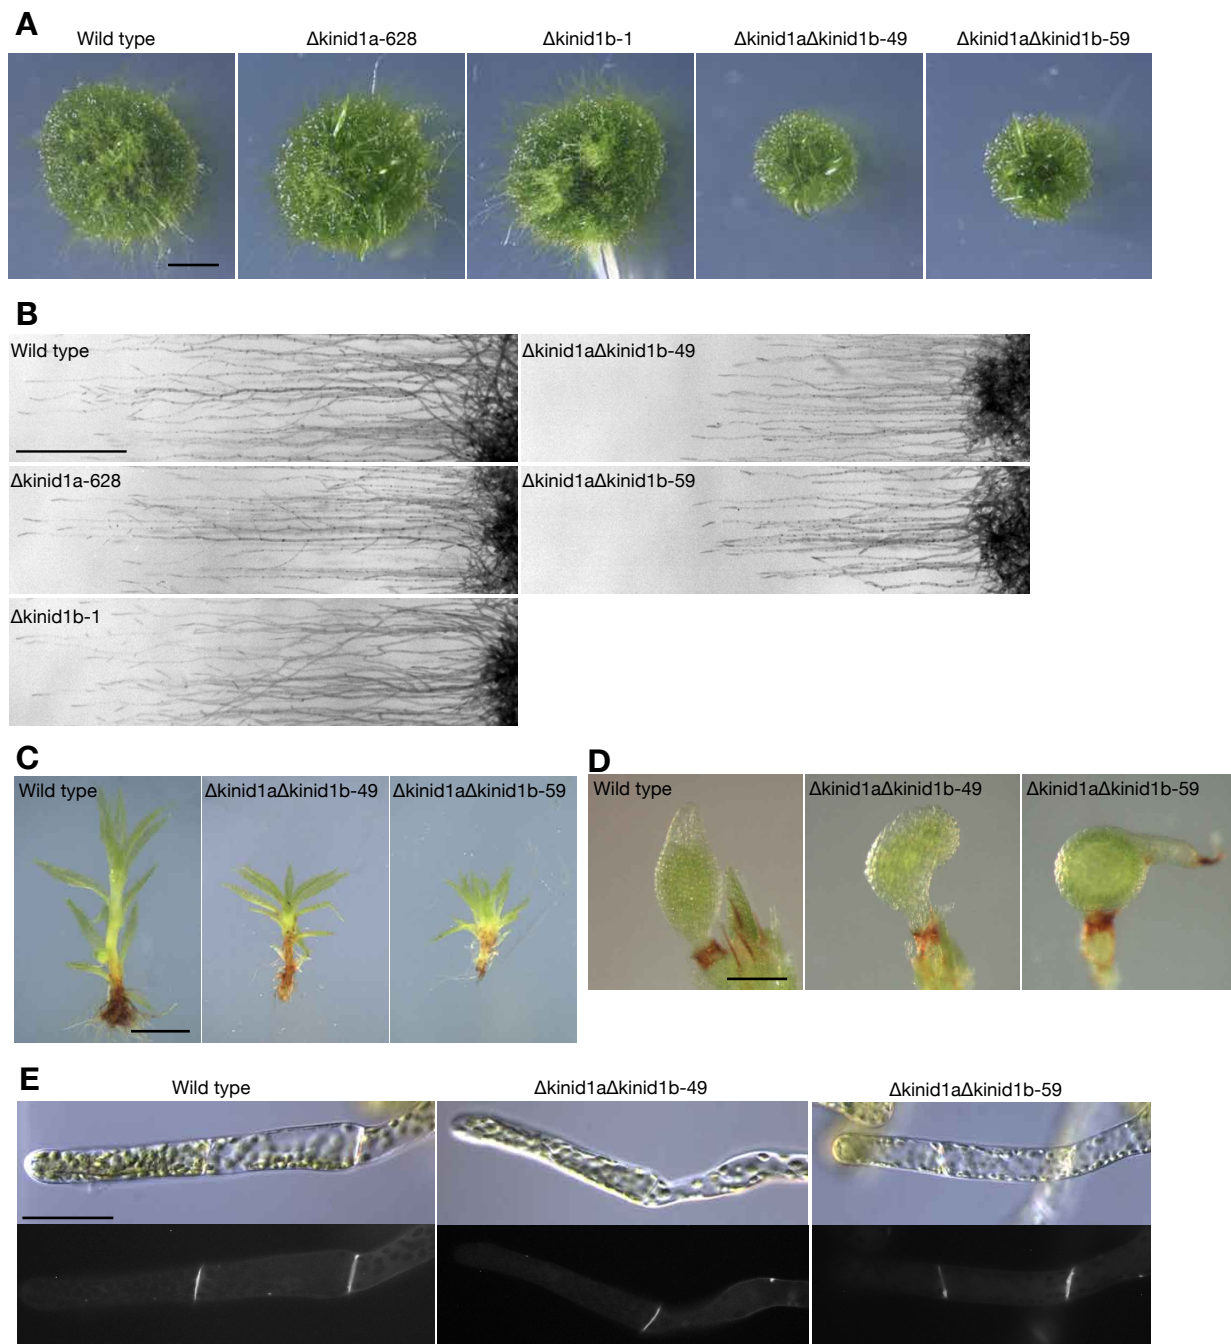 A
Wild type
Δkinid1a-628
Δkinid1b-1
Δkinid1aΔkinid1b-49
Δkinid1aΔkinid1b-59
B
Wild type
Δkinid1aΔkinid1b-49
Δkinid1a-628
Δkinid1aΔkinid1b-59
Δkinid1b-1
C
Wild type
Δkinid1aΔkinid1b-49
Δkinid1aΔkinid1b-59
D
Wild type
Δkinid1aΔkinid1b-49
Δkinid1aΔkinid1b-59
E
Wild type
Δkinid1aΔkinid1b-49
Δkinid1aΔkinid1b-59